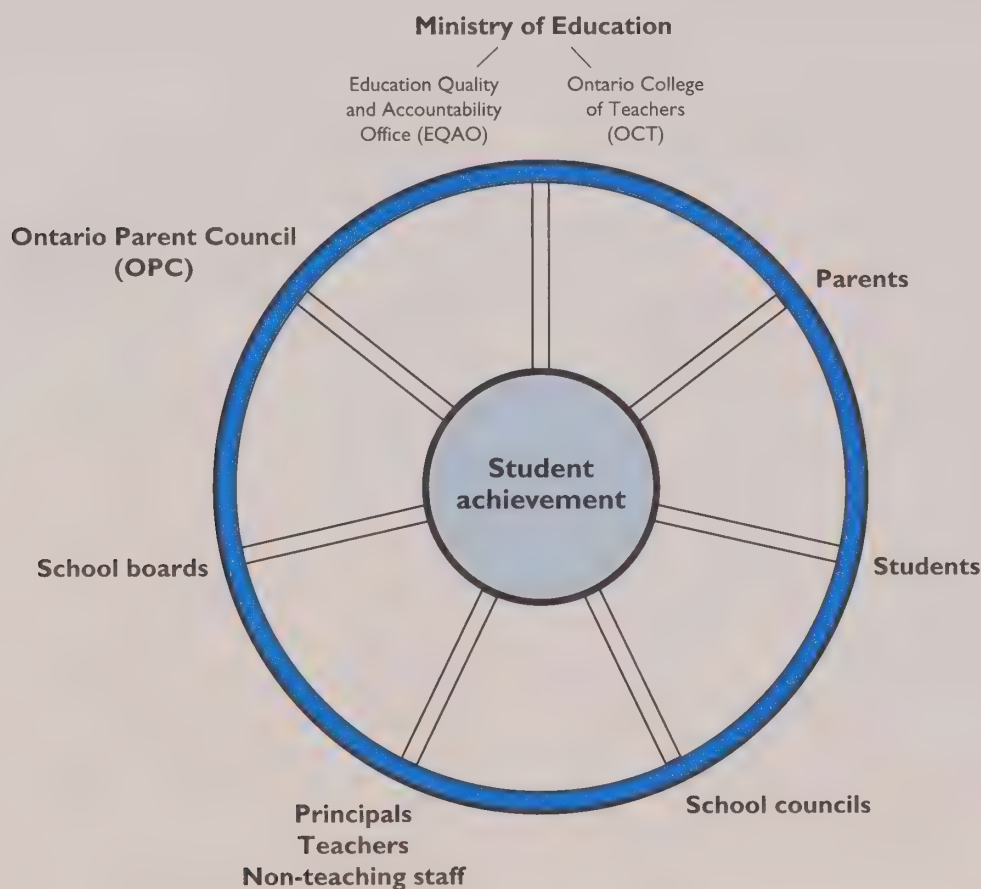 Ministry of Education
Education Quality
and Accountability
Office (EQAO)
Ontario College
of Teachers
(OCT)
Ontario Parent Council
(OPC)
Parents
Student
achievement
School boards
Students
Principals
Teachers
Non-teaching staff
School councils